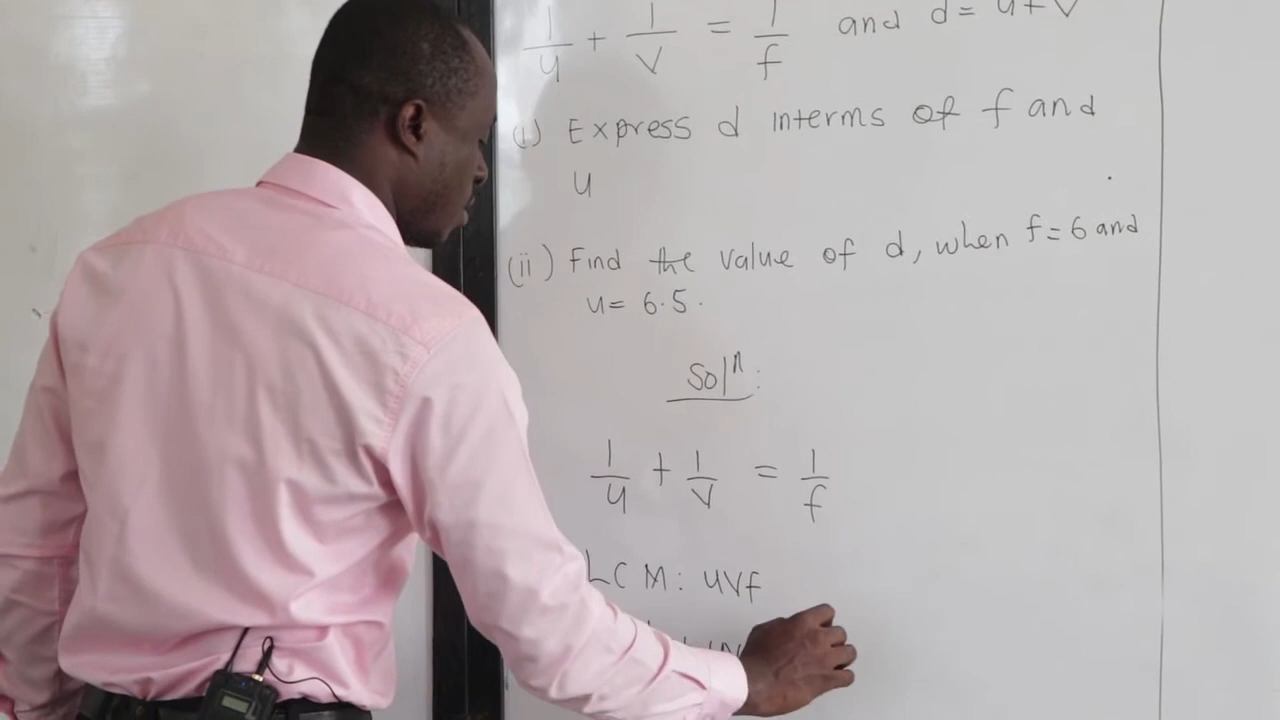 1/u + 1/v = 1/f and d = u+v
(i) Express d interms of f and
u
(ii) Find the value of d, when f=6 and
u= 6.5.
Solⁿ:
1/u + 1/v = 1/f
LCM: uvf